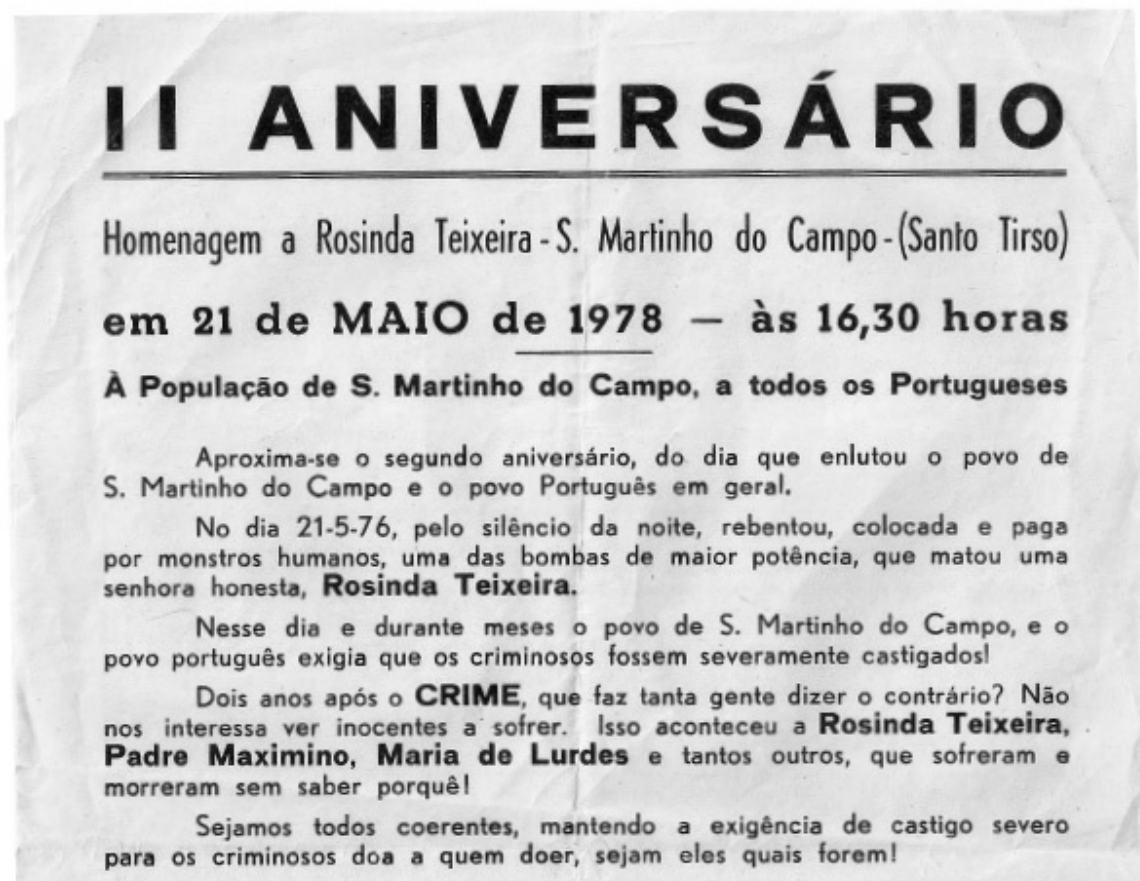 II ANIVERSÁRIO
Homenagem a Rosinda Teixeira - S. Martinho do Campo - (Santo Tirso)
em 21 de MAIO de 1978 — às 16,30 horas
À População de S. Martinho do Campo, a todos os Portugueses
Aproxima-se o segundo aniversário, do dia que enlutou o povo de
S. Martinho do Campo e o povo Português em geral.
No dia 21-5-76, pelo silêncio da noite, rebentou, colocada e paga
por monstros humanos, uma das bombas de maior potência, que matou uma
senhora honesta, Rosinda Teixeira.
Nesse dia e durante meses o povo de S. Martinho do Campo, e o
povo português exigia que os criminosos fossem severamente castigados!
Dois anos após o CRIME, que faz tanta gente dizer o contrário? Não
nos interessa ver inocentes a sofrer. Isso aconteceu a Rosinda Teixeira,
Padre Maximino, Maria de Lurdes e tantos outros, que sofreram e
morreram sem saber porquê!
Sejamos todos coerentes, mantendo a exigência de castigo severo
para os criminosos doa a quem doer, sejam eles quais forem!